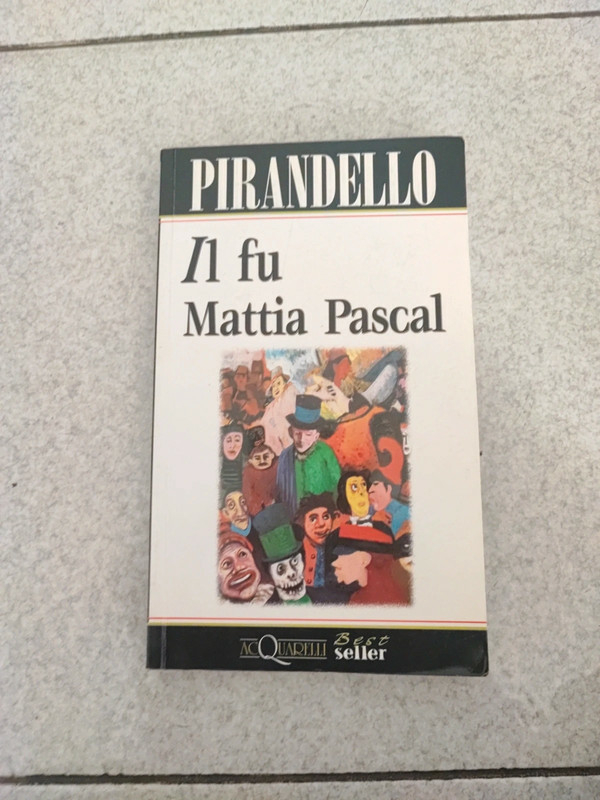 PIRANDELLO
Il fu
Mattia Pascal
ACQUARELLI Best
seller